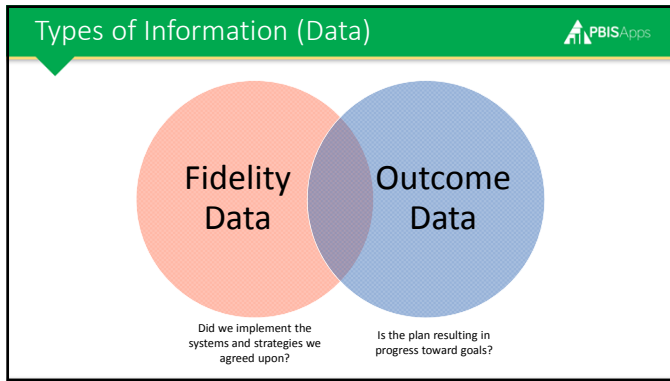 Types of Information (Data)
PBISApps
Fidelity
Data
Outcome
Data
Did we implement the
systems and strategies we
agreed upon?
Is the plan resulting in
progress toward goals?